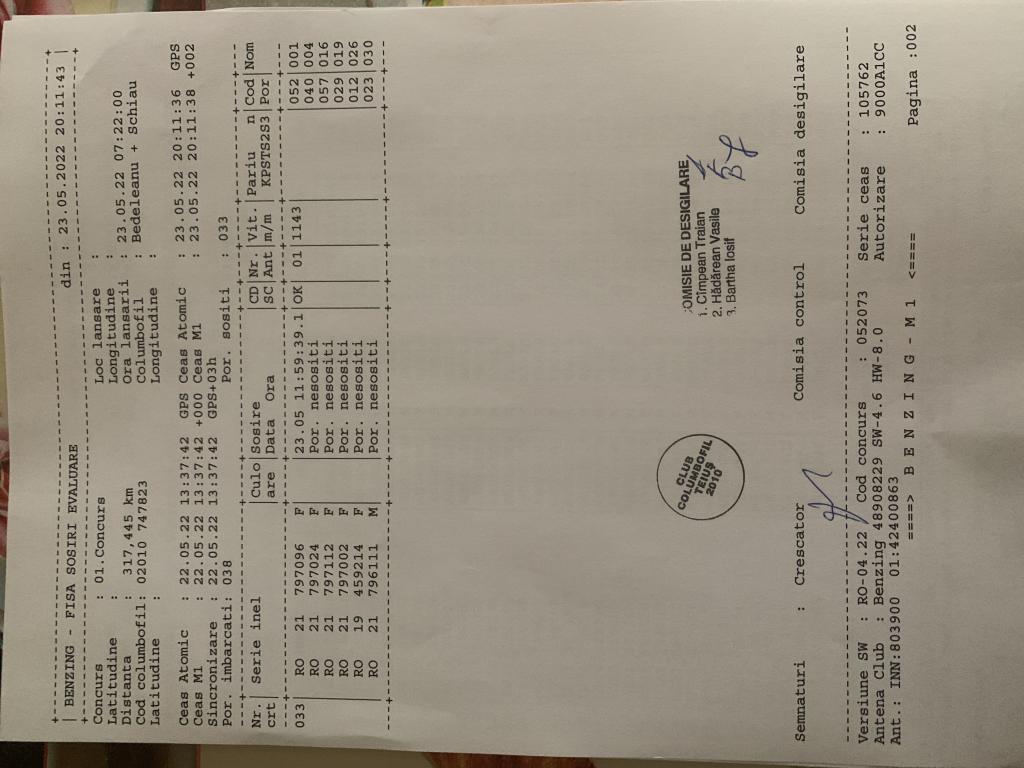 | BENZING - FISA SOSIRI EVALUARE din : 23.05.2022 20:11:43 |
Concurs : 01.Concurs Loc lansare :
Latitudine : Longitudine :
Distanta : 317,445 km Ora lansarii : 23.05.22 07:22:00
Cod columbofil: 02010 747823 Columbofil : Bedeleanu + Schiau
Latitudine : Longitudine :
Ceas Atomic : 22.05.22 13:37:42 GPS Ceas Atomic : 23.05.22 20:11:36 GPS
Ceas M1 : 22.05.22 13:37:42 +000 Ceas M1 : 23.05.22 20:11:38 +002
Sincronizare : 22.05.22 13:37:42 GPS+03h
Por. imbarcati: 038 Por. sositi : 033
Nr.| Serie inel |Culo|Sosire |CD|Nr.|Vit.|Pariu n|Cod|Nom
crt| |are |Data Ora |SC|Ant|m/m | KPSTS2S3|Por|
033 RO 21 797096 F |23.05 11:59:39.1|OK| 01|1143| |052|001
RO 21 797024 F |Por. nesositi |040|004
RO 21 797112 F |Por. nesositi |057|016
RO 21 797002 F |Por. nesositi |029|019
RO 19 459214 F |Por. nesositi |012|026
RO 21 796111 M |Por. nesositi |023|030
CLUB
COLUMBOFIL
TEIUȘ
2010
COMISIE DE DESIGILARE
1. Cîmpean Traian
2. Hădărean Vasile
3. Bartha Iosif
Semnaturi : Crescator Comisia control Comisia desigilare
Versiune SW : RO-04.22 Cod concurs : 052073 Serie ceas : 105762
Antena Club : Benzing 48908229 SW-4.6 HW-8.0 Autorizare : 9000A1CC
Ant.: INN:803900 01:42400863
====> B E N Z I N G - M 1 <==== Pagina :002